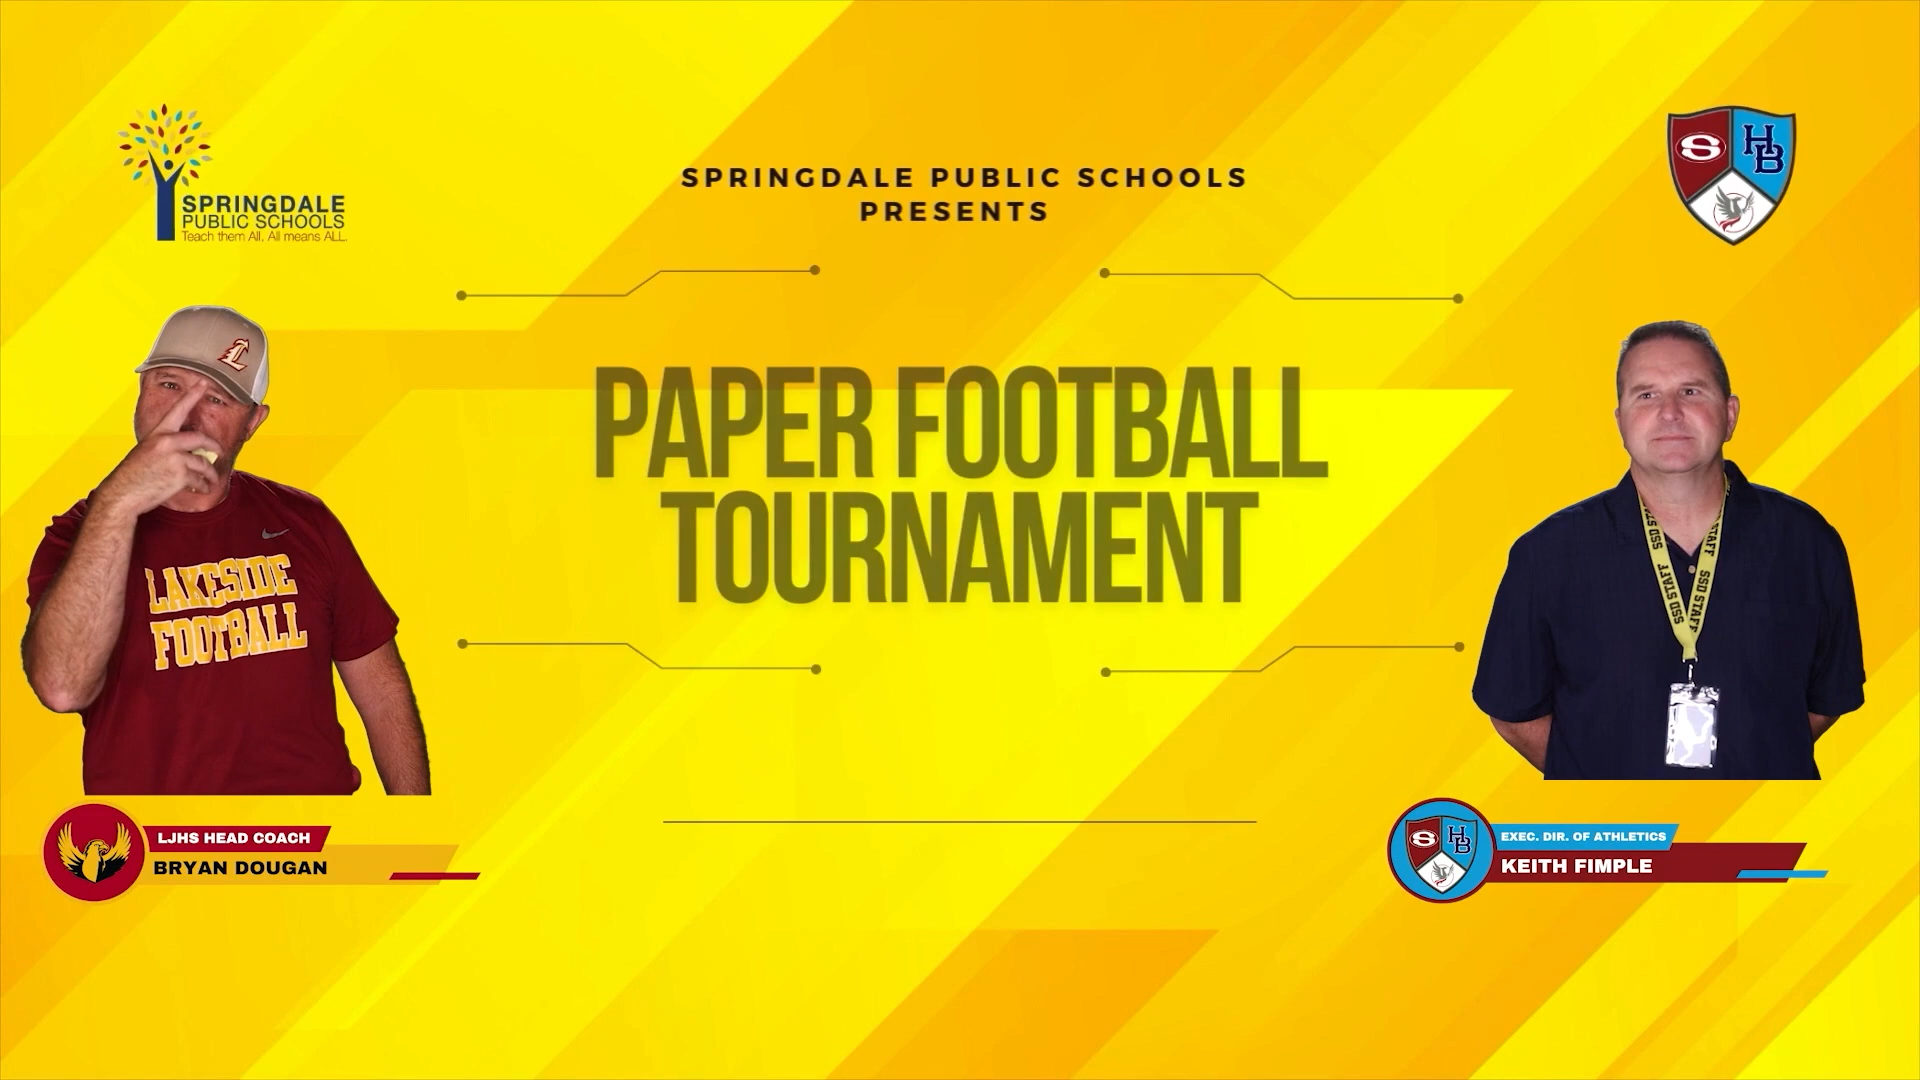 SPRINGDALE
PUBLIC SCHOOLS
Teach them All, All means ALL.
SPRINGDALE PUBLIC SCHOOLS
PRESENTS
S
HB
PAPER FOOTBALL
TOURNAMENT
L
LAKESIDE
FOOTBALL
SSD STAFF
SSD STAFF
LJHS HEAD COACH
BRYAN DOUGAN
S
HB
EXEC. DIR. OF ATHLETICS
KEITH FIMPLE